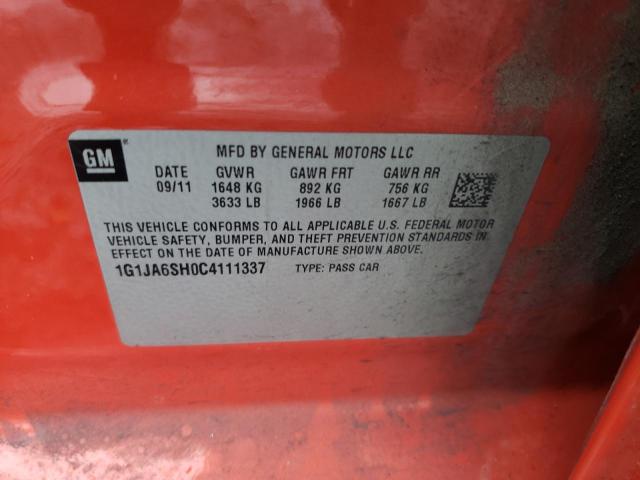 GM
MFD BY GENERAL MOTORS LLC
DATE GVWR GAWR FRT GAWR RR
09/11 1648 KG 892 KG 756 KG
3633 LB 1966 LB 1667 LB
THIS VEHICLE CONFORMS TO ALL APPLICABLE U.S. FEDERAL MOTOR
VEHICLE SAFETY, BUMPER, AND THEFT PREVENTION STANDARDS IN
EFFECT ON THE DATE OF MANUFACTURE SHOWN ABOVE.
1G1JA6SH0C4111337 TYPE: PASS CAR